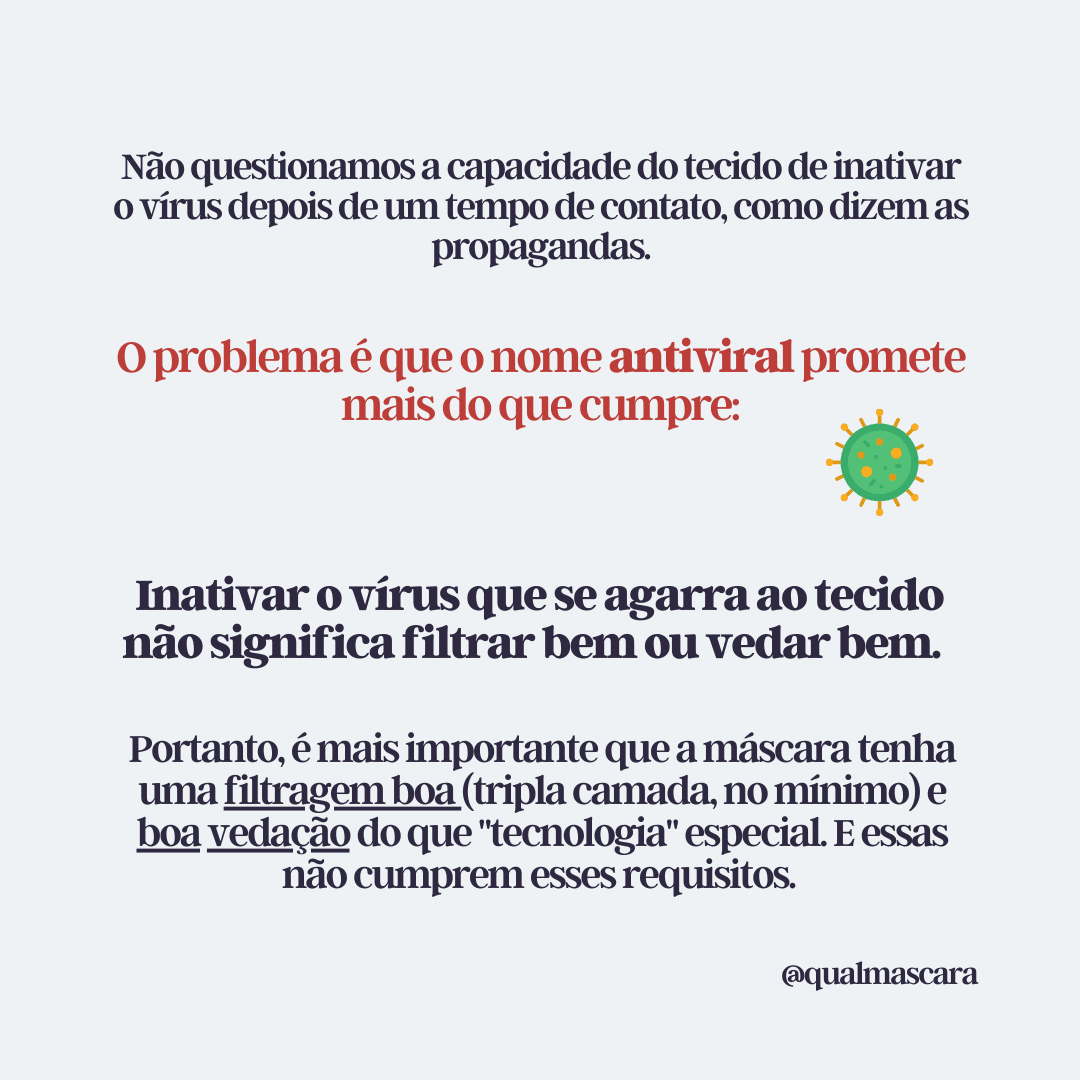 Não questionamos a capacidade do tecido de inativar
o vírus depois de um tempo de contato, como dizem as
propagandas.
O problema é que o nome antiviral promete
mais do que cumpre:
Inativar o vírus que se agarra ao tecido
não significa filtrar bem ou vedar bem.
Portanto, é mais importante que a máscara tenha
uma filtragem boa (tripla camada, no mínimo) e
boa vedação do que "tecnologia" especial. E essas
não cumprem esses requisitos.
@qualmascara